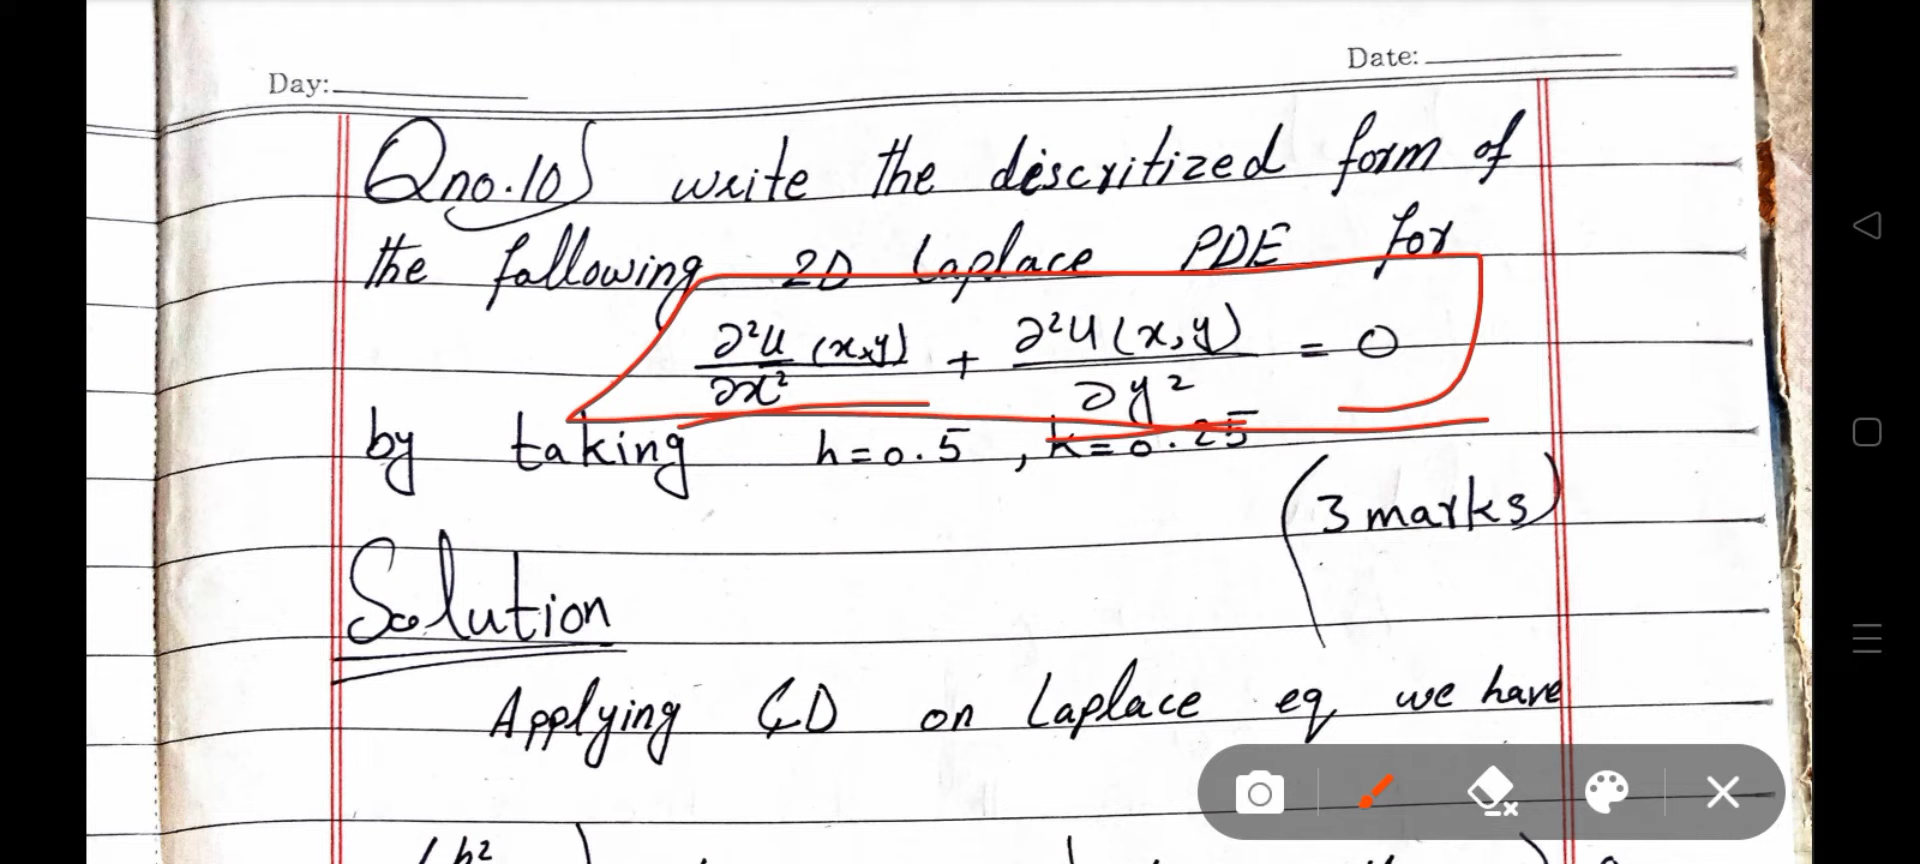 Date:
Day:
Qno.10) write the discritized form of
the following 2D Laplace PDE for
∂²u (x,y) / ∂x² + ∂²u(x,y) / ∂y² = 0
by taking h=0.5 , k=0.25
(3 marks)
Solution
Applying CD on Laplace eq we have